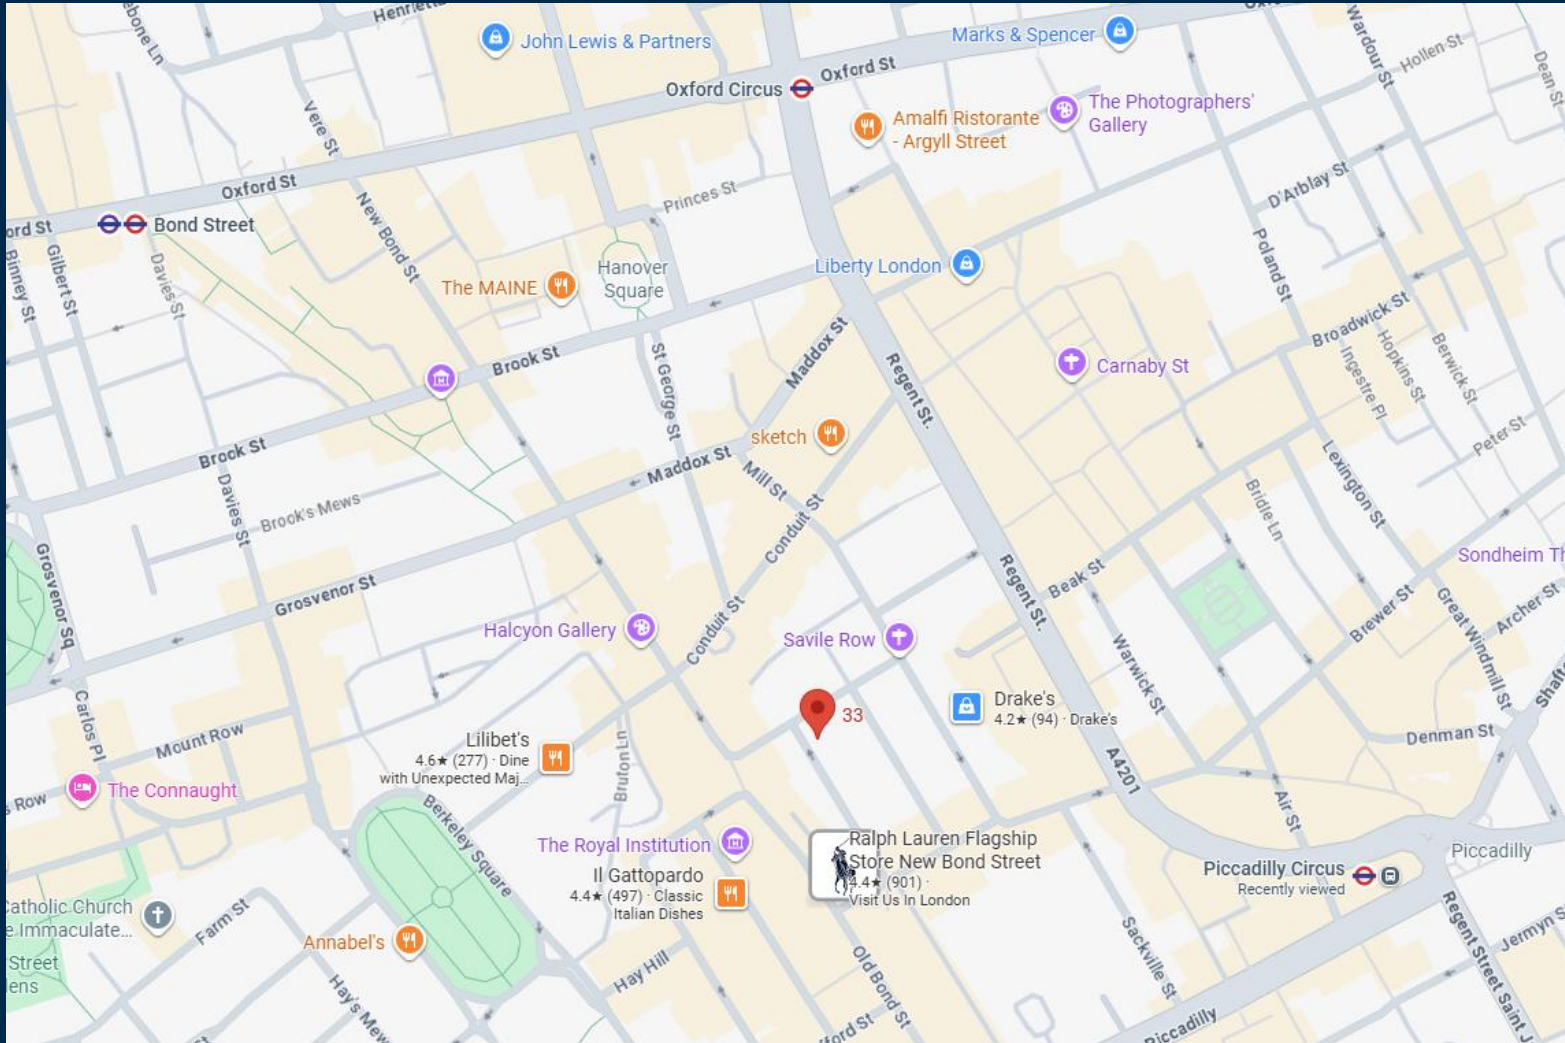 ebone Ln
Henrietta
John Lewis & Partners
Marks & Spencer
Oxford Circus
Oxford St
Wardour St
Hollen St
Dean St
Amalfi Ristorante
- Argyll Street
The Photographers'
Gallery
Vere St
Oxford St
Princes St
D'Arblay St
ord St
Bond Street
New Bond St
Binney St
Gilbert St
Davies St
The MAINE
Hanover
Square
Liberty London
Poland St
Broadwick St
Brook St
St George St
Maddox St
Regent St.
Carnaby St
Ingestre Pl
Hopkins St
Berwick St
sketch
Brook St
Maddox St
Mill St
Conduit St
Peter St
Lexington St
Bridle Ln
Davies St
Brook's Mews
Grosvenor Sq
Grosvenor St
Regent St.
Beak St
Sondheim Th
Brewer St
Great Windmill St
Archer St
Halcyon Gallery
Conduit St
Savile Row
Warwick St
Carlos Pl
Mount Row
33
Drake's
4.2★ (94) · Drake's
Shafte
Lilibet's
4.6★ (277) · Dine
with Unexpected Maj...
Bruton Ln
Denman St
A4201
s Row
The Connaught
Berkeley Square
Air St
The Royal Institution
Ralph Lauren Flagship
Store New Bond Street
4.4★ (901) ·
Visit Us In London
Il Gattopardo
4.4★ (497) · Classic
Italian Dishes
Piccadilly Circus
Recently viewed
Piccadilly
Catholic Church
e Immaculate...
Farm St
Annabel's
Street
lens
Hay's Mew
Hay Hill
Old Bond St
fford St
Sackville St
Piccadilly
Regent Street Saint J
Jermyn S